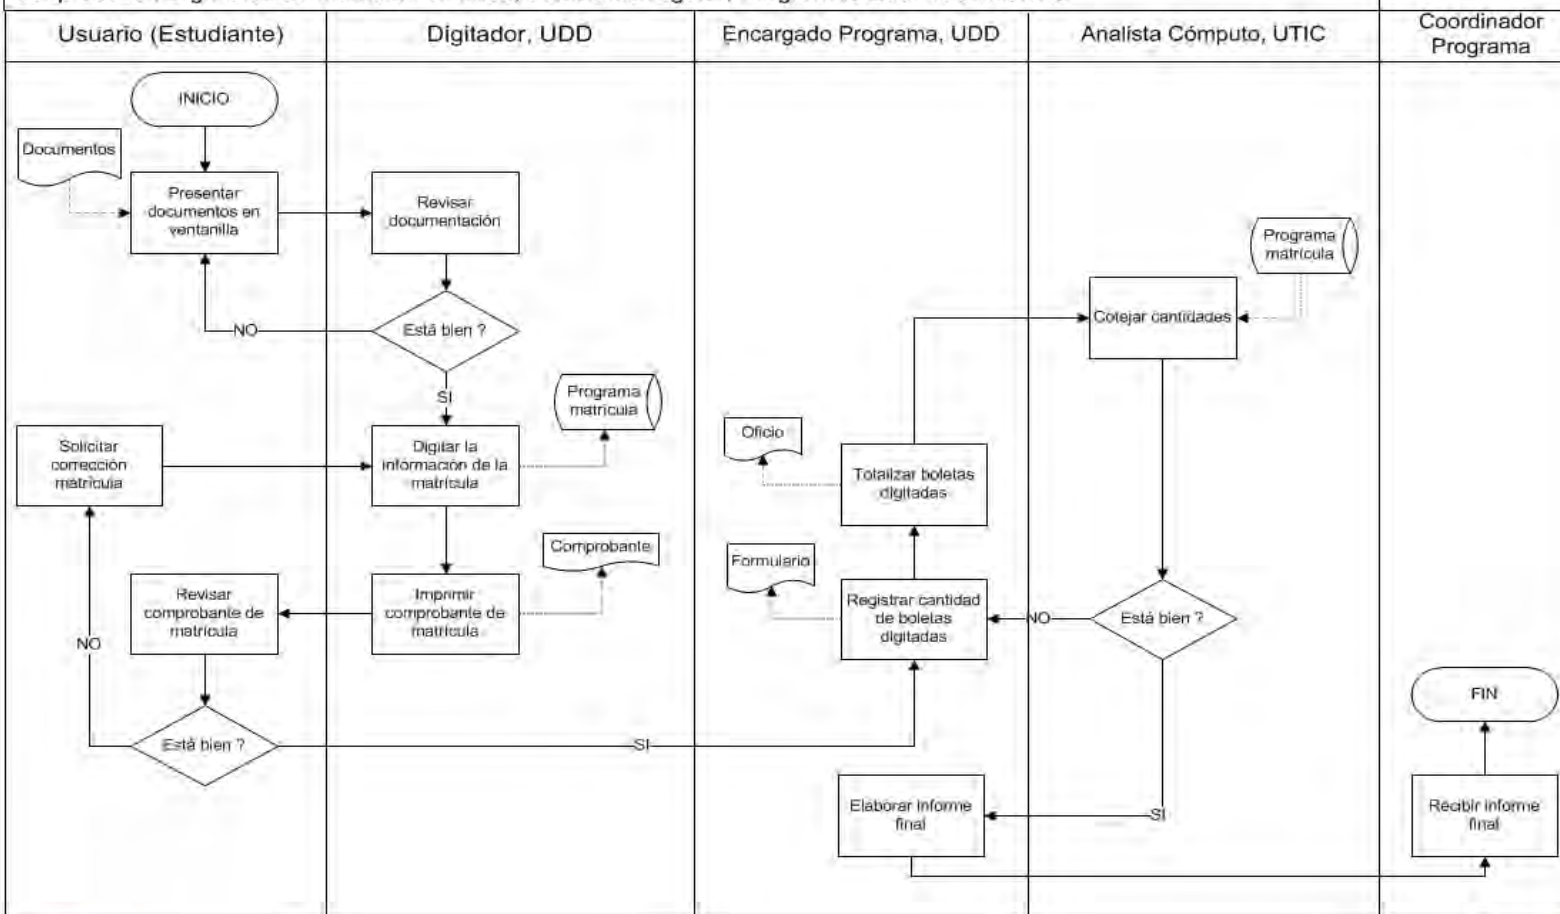 Usuario (Estudiante)
Digitador, UDD
Encargado Programa, UDD
Analista Cómputo, UTIC
Coordinador
Programa
INICIO
Documentos
Presentar
documentos en
ventanilla
Revisar
documentación
Está bien ?
NO
SI
Programa
matrícula
Cotejar cantidades
Programa
matrícula
Solicitar
corrección
matrícula
Digitar la
información de la
matrícula
Oficio
Totalizar boletas
digitadas
Comprobante
Formulario
Revisar
comprobante de
matrícula
Imprimir
comprobante de
matrícula
Registrar cantidad
de boletas
digitadas
NO
Está bien ?
NO
Está bien ?
SI
FIN
Elaborar informe
final
SI
Recibir informe
final